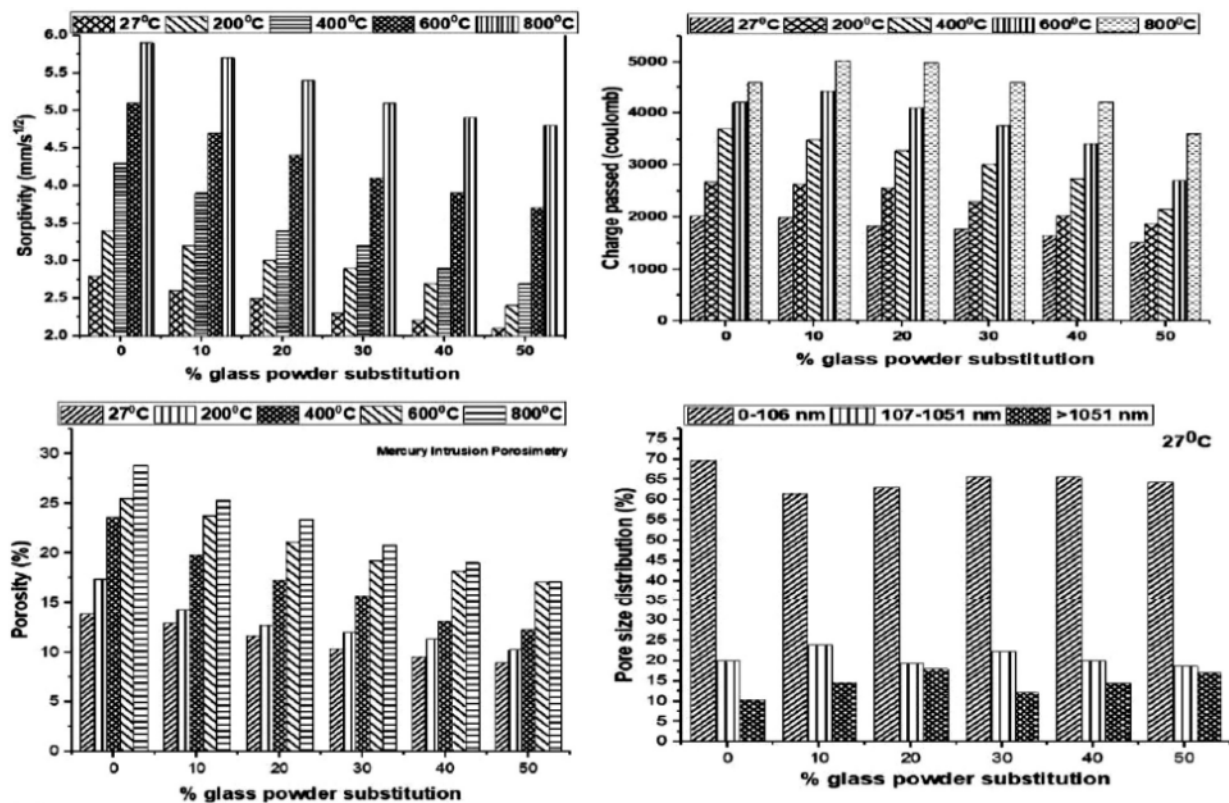 27⁰C 200⁰C 400⁰C 600⁰C 800⁰C
6.0
5.5
5.0
4.5
4.0
3.5
3.0
2.5
2.0
Sorptivity (mm/s^1/2)
0 10 20 30 40 50
% glass powder substitution
27⁰C 200⁰C 400⁰C 600⁰C 800⁰C
5000
4000
3000
2000
1000
0
Charge passed (coulomb)
0 10 20 30 40 50
% glass powder substitution
27⁰C 200⁰C 400⁰C 600⁰C 800⁰C
Mercury Intrusion Porosimetry
30
25
20
15
10
5
0
Porosity (%)
0 10 20 30 40 50
% glass powder substitution
0-106 nm 107-1051 nm >1051 nm
27⁰C
75
70
65
60
55
50
45
40
35
30
25
20
15
10
5
0
Pore size distribution (%)
0 10 20 30 40 50
% glass powder substitution